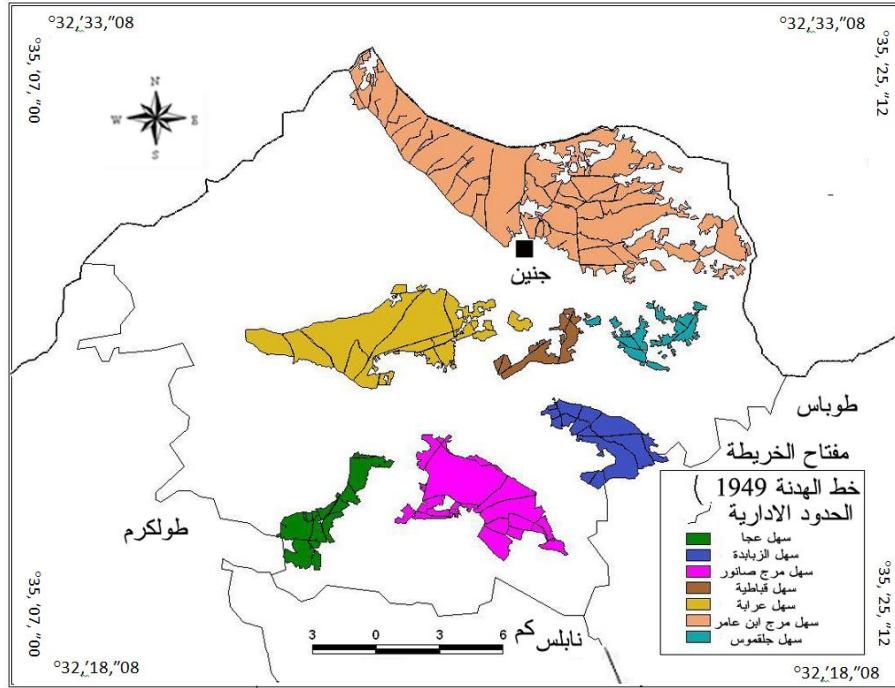 °32,'33,"08
°32,'33,"08
°35, '07, "00
°35, '25, "12
N
W E
S
جنين
طوباس
مفتاح الخريطة
خط الهدنة 1949
الحدود الادارية
سهل عجا
سهل الزبابدة
سهل مرج صانور
سهل قباطية
سهل عرابة
سهل مرج ابن عامر
سهل جلقموس
طولكرم
°35, '07, "00
°35, '25, "12
نابلس
كم
3 0 3 6
°32,'18,"08
°32,'18,"08